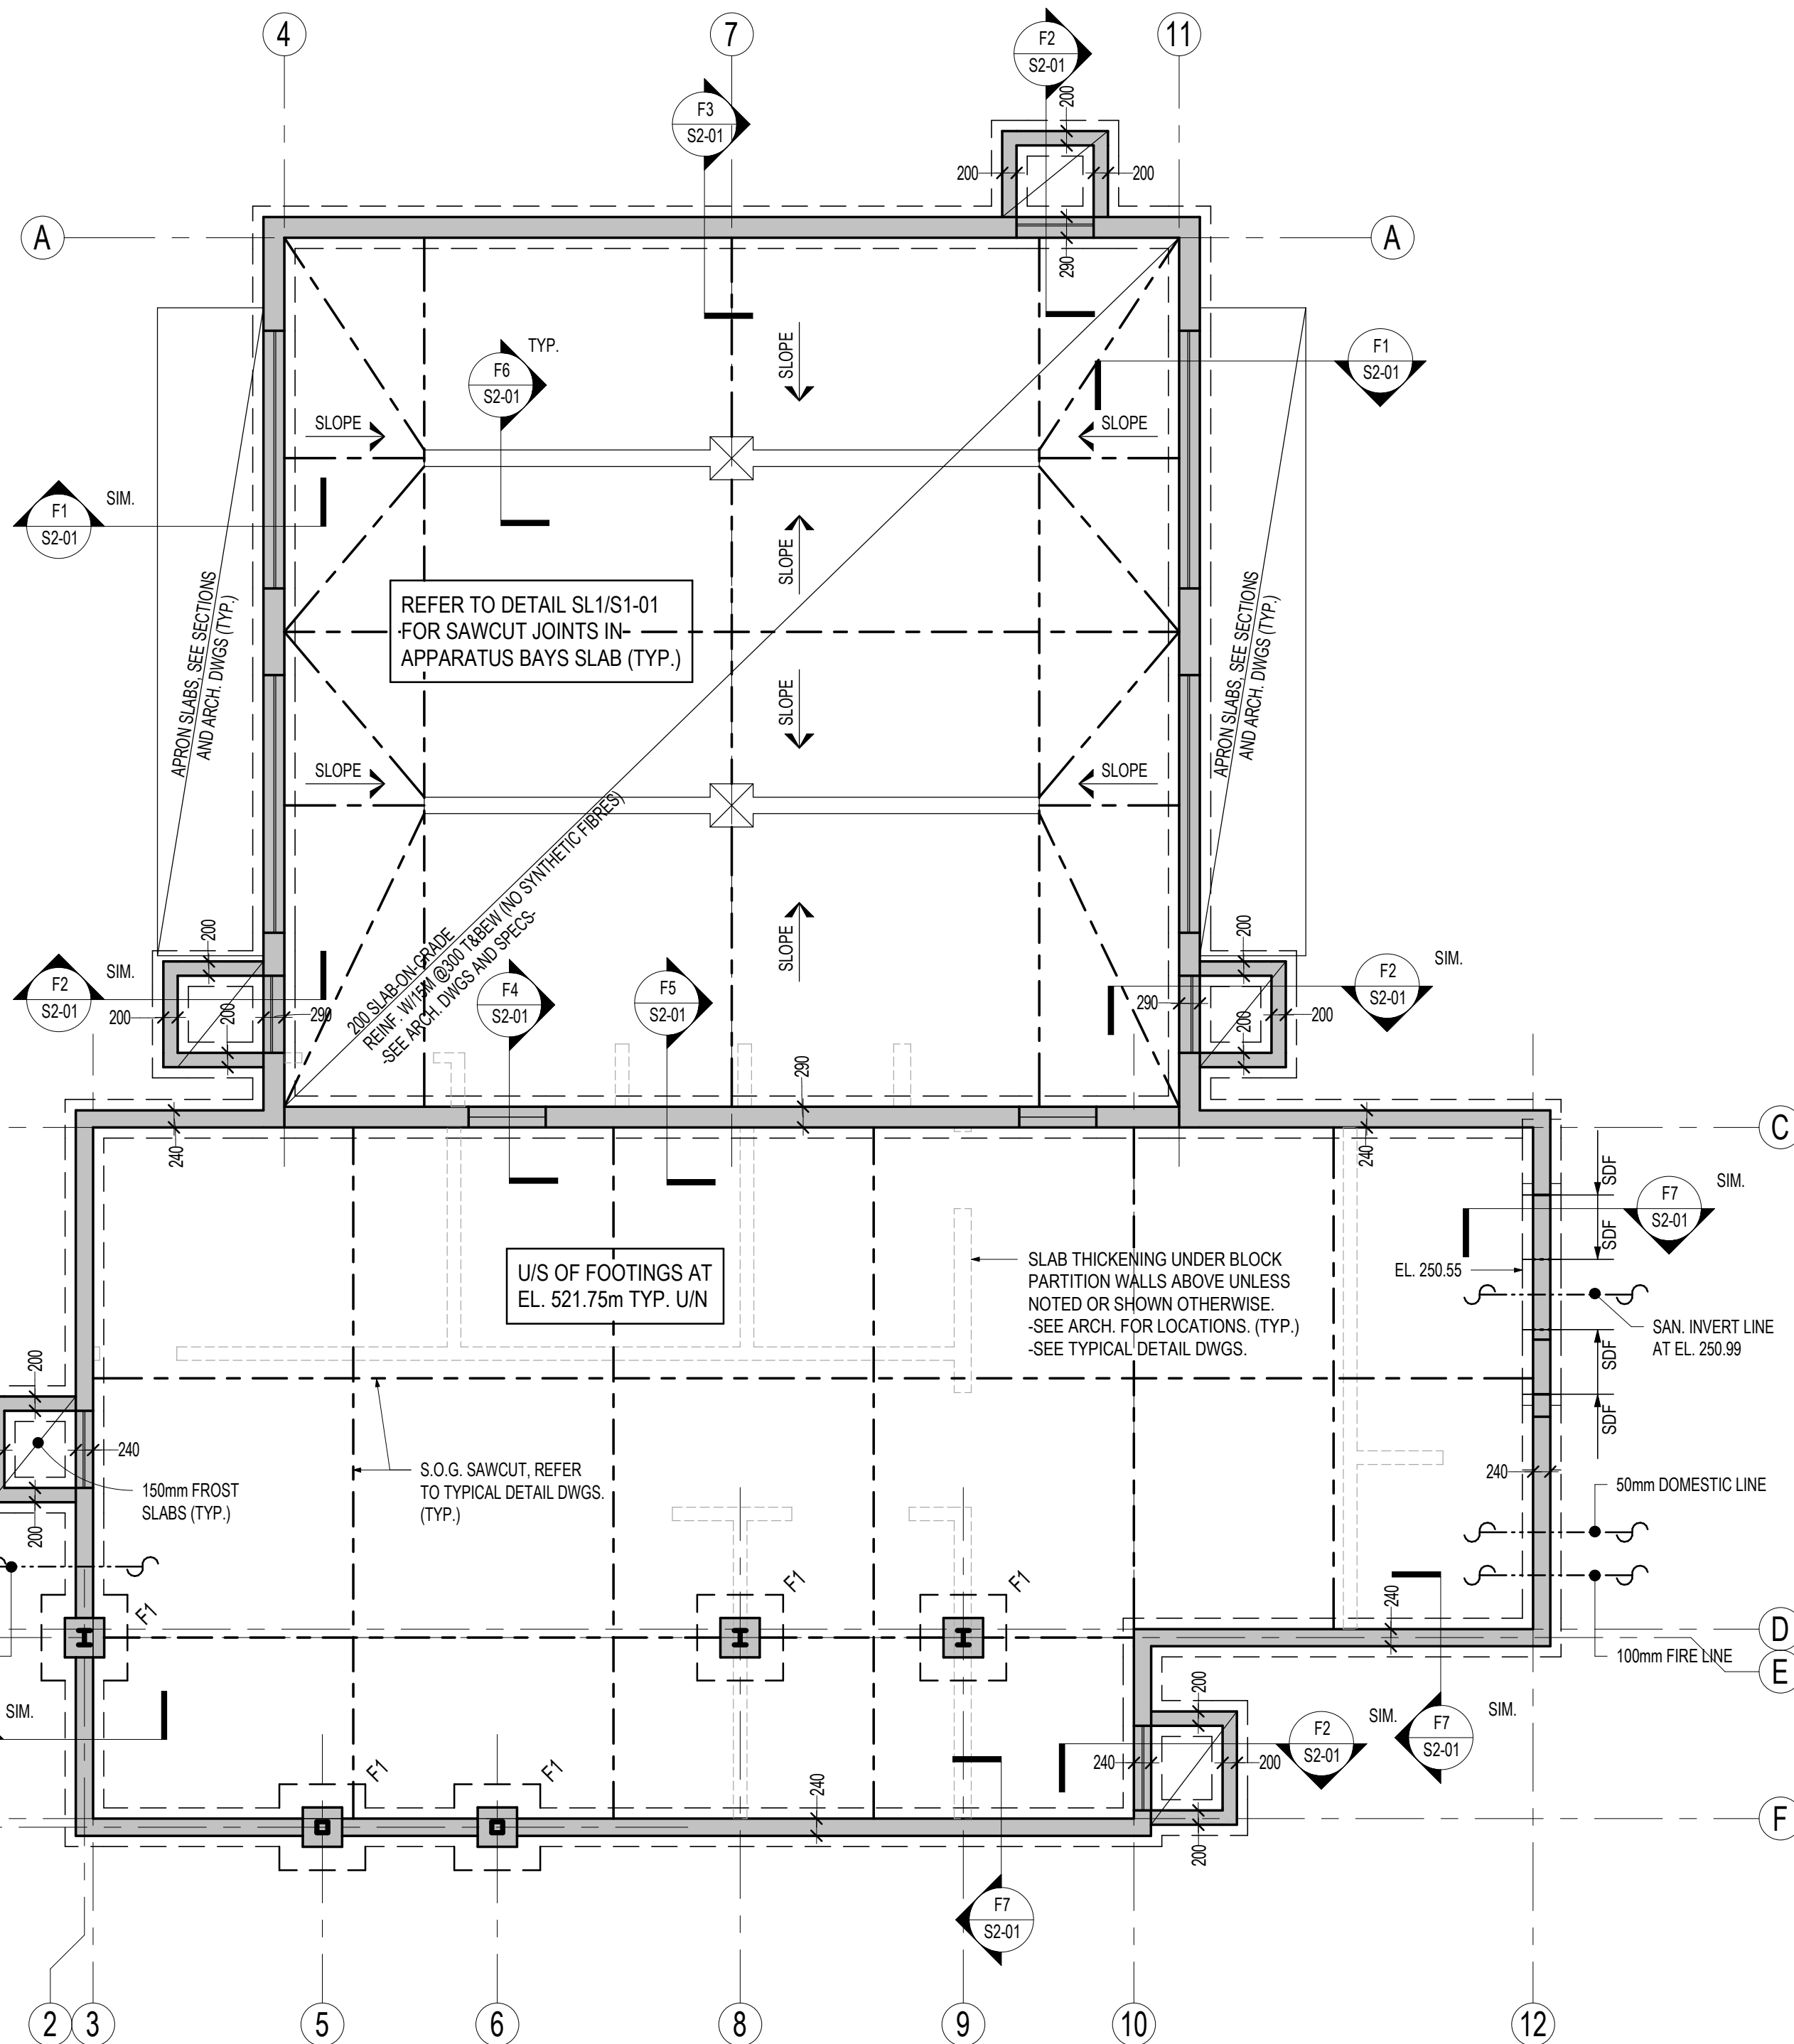 4
7
11
F2
S2-01
F3
S2-01
200
200
200
A
A
290
TYP.
F6
S2-01
SLOPE
F1
S2-01
SLOPE
SLOPE
F1
S2-01
SIM.
SLOPE
REFER TO DETAIL SL1/S1-01
FOR SAWCUT JOINTS IN
APPARATUS BAYS SLAB (TYP.)
APRON SLABS, SEE SECTIONS
AND ARCH. DWGS (TYP.)
APRON SLABS, SEE SECTIONS
AND ARCH. DWGS (TYP.)
SLOPE
SLOPE
SLOPE
200 SLAB-ON-GRADE
REINF. W/15M @300 T&BEW (NO SYNTHETIC FIBRES)
-SEE ARCH. DWGS AND SPECS-
SLOPE
200
200
F2
S2-01
SIM.
F2
S2-01
SIM.
F4
S2-01
F5
S2-01
200
200
290
290
200
200
290
240
240
C
SDF
SDF
F7
S2-01
SIM.
U/S OF FOOTINGS AT
EL. 521.75m TYP. U/N
SLAB THICKENING UNDER BLOCK
PARTITION WALLS ABOVE UNLESS
NOTED OR SHOWN OTHERWISE.
-SEE ARCH. FOR LOCATIONS. (TYP.)
-SEE TYPICAL DETAIL DWGS.
EL. 250.55
SAN. INVERT LINE
AT EL. 250.99
SDF
SDF
200
240
200
150mm FROST
SLABS (TYP.)
S.O.G. SAWCUT, REFER
TO TYPICAL DETAIL DWGS.
(TYP.)
240
50mm DOMESTIC LINE
F1
F1
F1
240
D
100mm FIRE LINE
E
SIM.
200
F2
S2-01
SIM.
F7
S2-01
SIM.
240
200
F1
F1
240
200
F
F7
S2-01
2
3
5
6
8
9
10
12